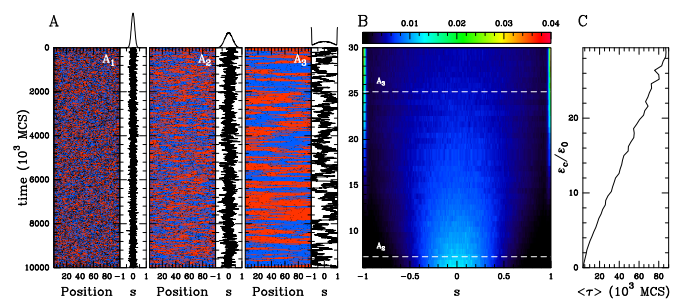 A
B
C
0.01 0.02 0.03 0.04
0
2000
4000
6000
8000
10000
time (10³ MCS)
A₁
A₂
A₃
20 40 60 80 −1 0 1 20 40 60 80 −1 0 1 20 40 60 80 −1 0 1
Position s Position s Position s
30
25
20
15
10
A₃
A₂
−1 −0.5 0 0.5 1
s
20
10
0
ε_c/ε₀
20 40 60 80
<τ> (10³ MCS)